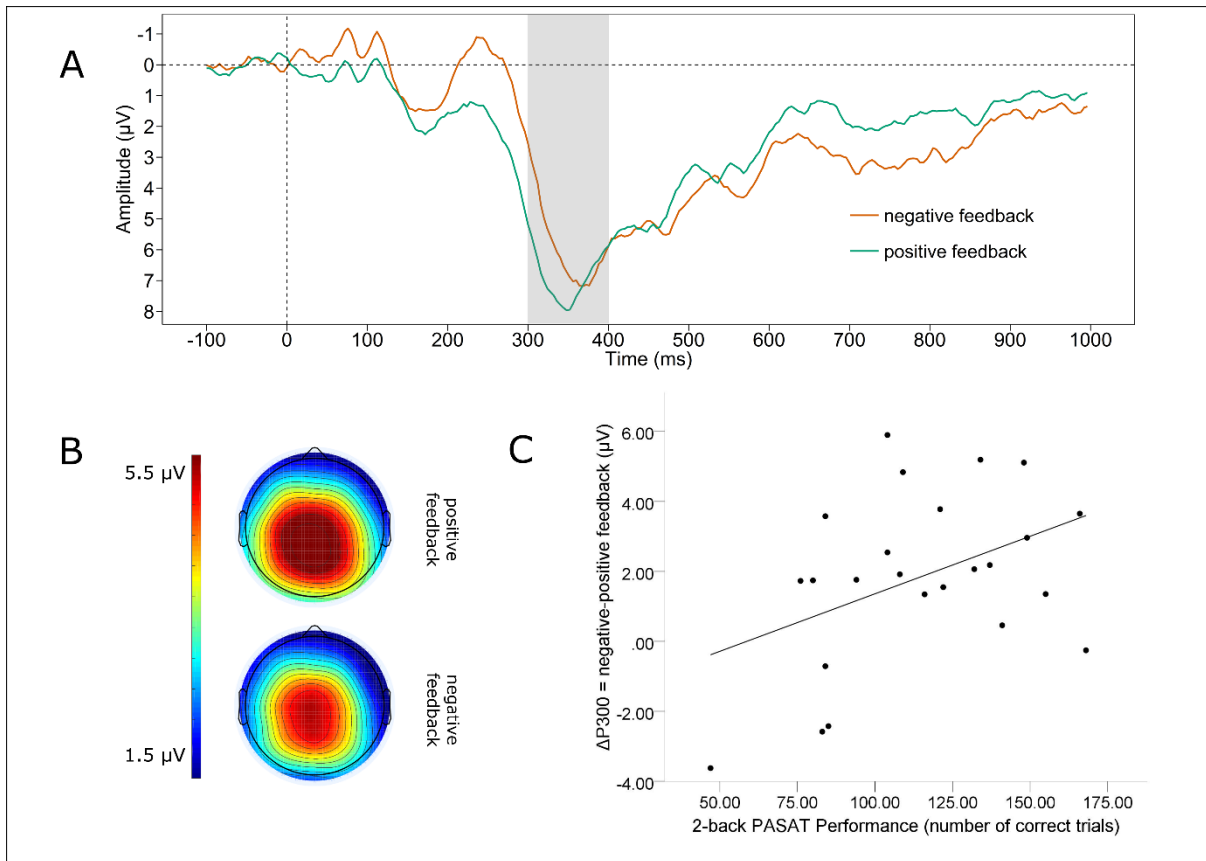 A
-1
0
1
2
3
4
5
6
7
8
Amplitude (µV)
negative feedback
positive feedback
-100 0 100 200 300 400 500 600 700 800 900 1000
Time (ms)
B
5.5 µV
1.5 µV
positive
feedback
negative
feedback
C
6.00
4.00
2.00
.00
-2.00
-4.00
ΔP300 = negative-positive feedback (µV)
50.00 75.00 100.00 125.00 150.00 175.00
2-back PASAT Performance (number of correct trials)